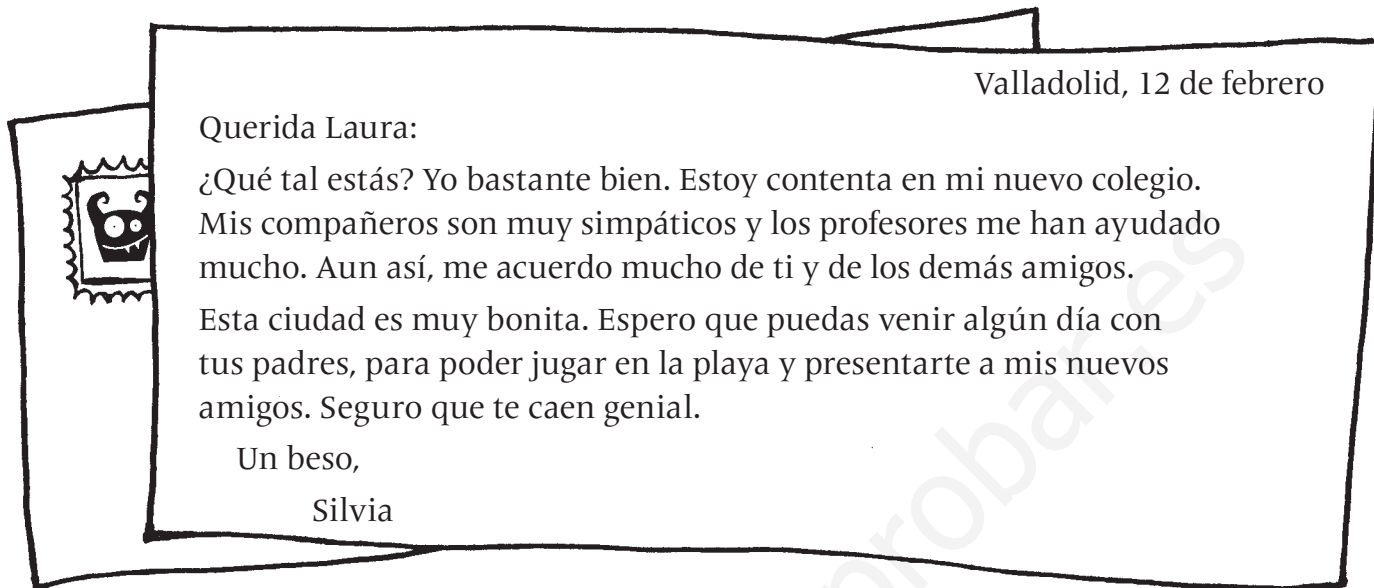 Valladolid, 12 de febrero
Querida Laura:
¿Qué tal estás? Yo bastante bien. Estoy contenta en mi nuevo colegio.
Mis compañeros son muy simpáticos y los profesores me han ayudado
mucho. Aun así, me acuerdo mucho de ti y de los demás amigos.
Esta ciudad es muy bonita. Espero que puedas venir algún día con
tus padres, para poder jugar en la playa y presentarte a mis nuevos
amigos. Seguro que te caen genial.
Un beso,
Silvia
probar.es